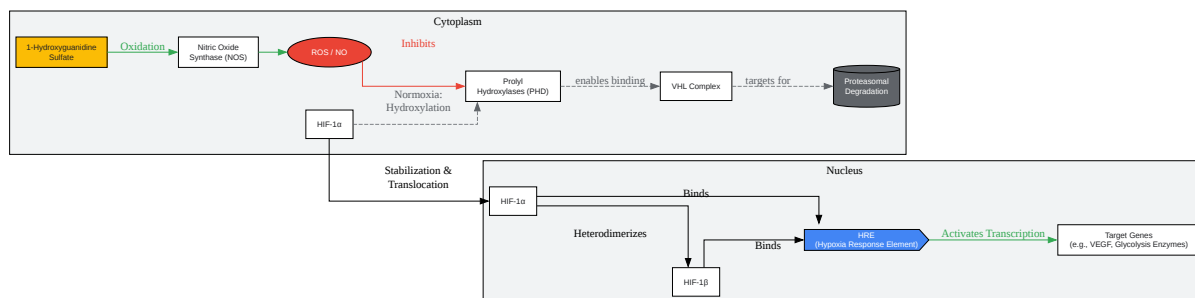 Cytoplasm
1-Hydroxyguanidine
Sulfate
Oxidation
Nitric Oxide
Synthase (NOS)
ROS / NO
Inhibits
Normoxia:
Hydroxylation
Prolyl
Hydroxylases (PHD)
enables binding
VHL Complex
targets for
Proteasomal
Degradation
HIF-1α
Stabilization &
Translocation
Nucleus
HIF-1α
Binds
Heterodimerizes
HIF-1β
Binds
HRE
(Hypoxia Response Element)
Activates Transcription
Target Genes
(e.g., VEGF, Glycolysis Enzymes)